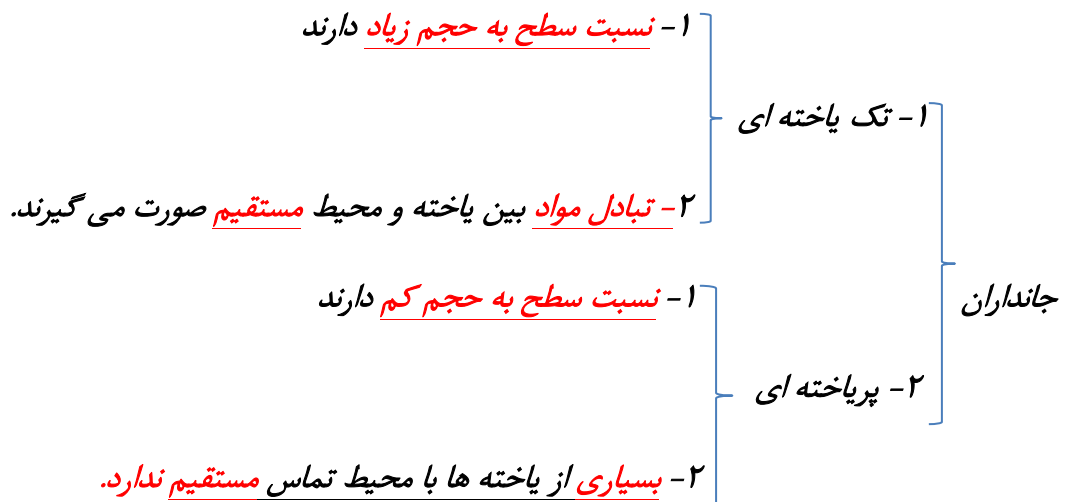 ۱- نسبت سطح به حجم زیاد دارند
۱- تک یاخته ای
۲- تبادل مواد بین یاخته و محیط مستقیم صورت می گیرند.
جانداران
۱- نسبت سطح به حجم کم دارند
۲- پریاخته ای
۲- بسیاری از یاخته ها با محیط تماس مستقیم ندارد.